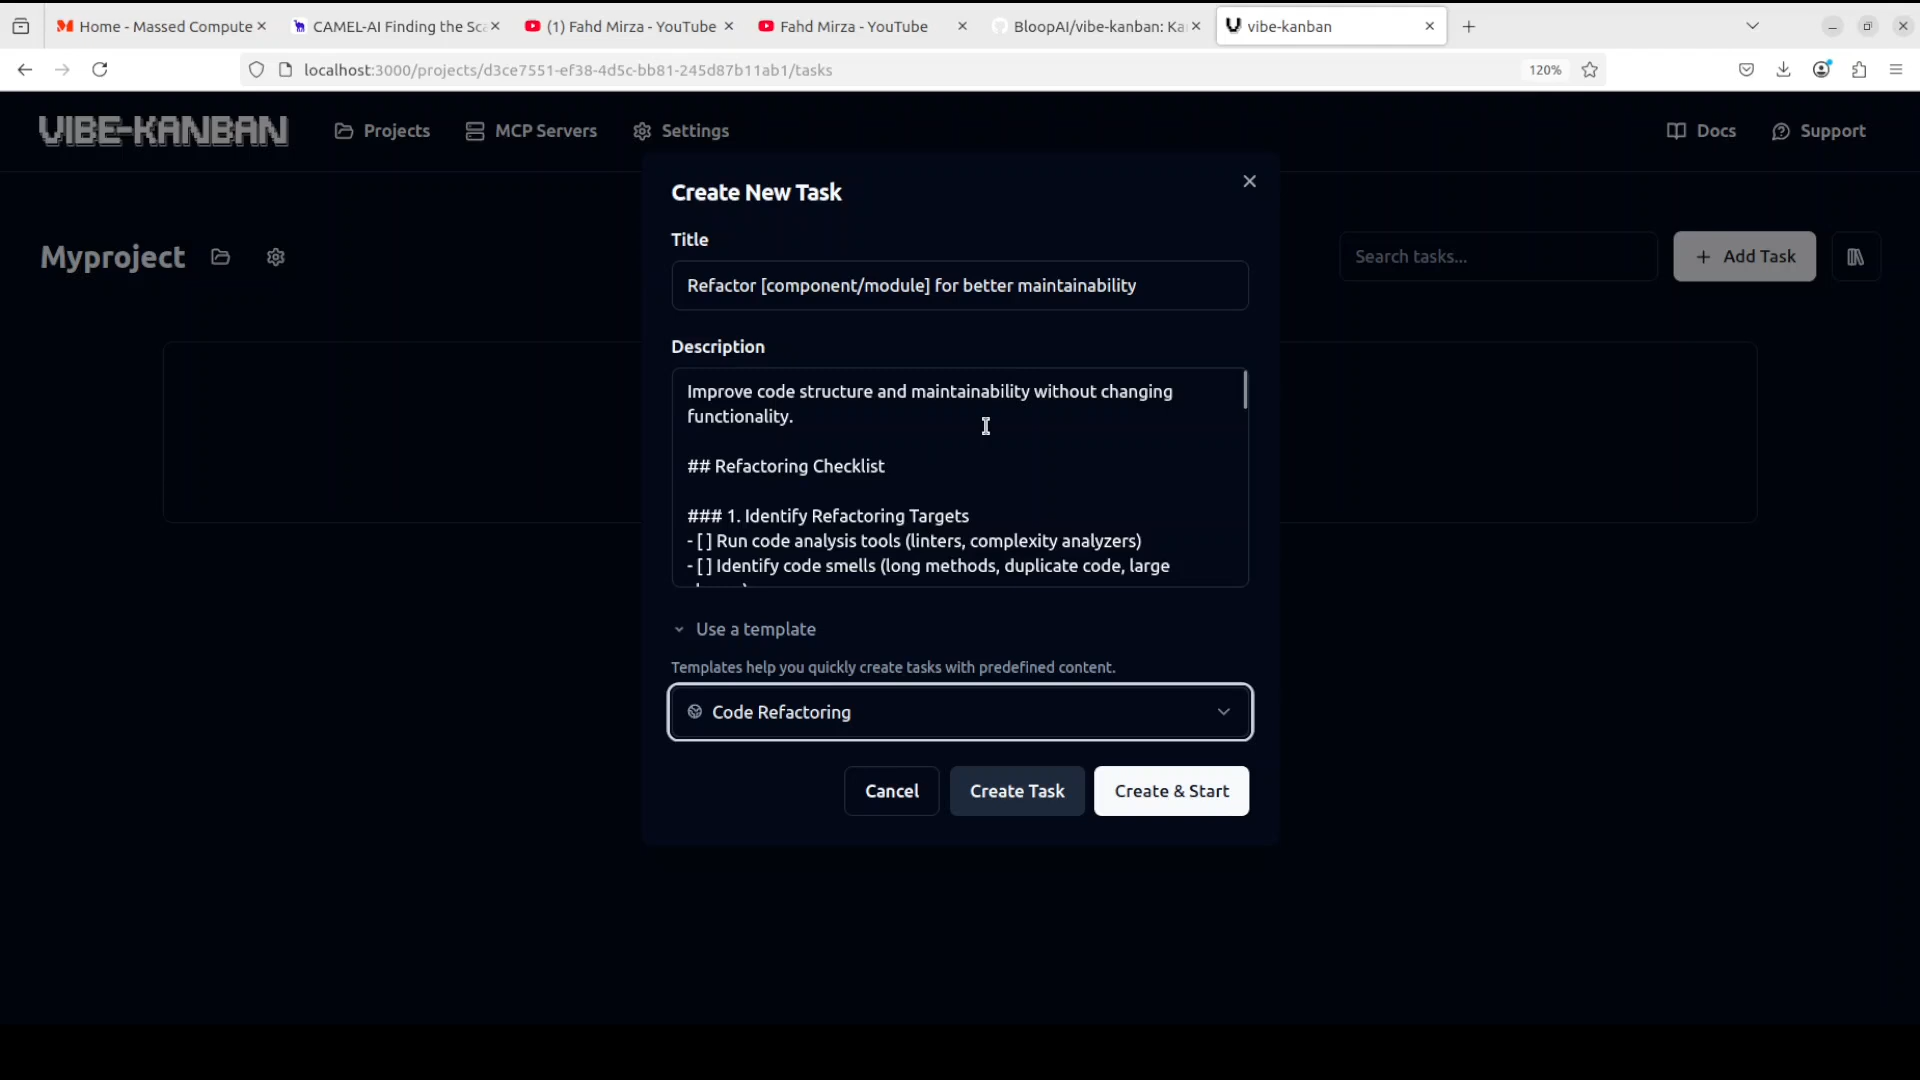 Home - Massed Compute
CAMEL-AI Finding the Sca
(1) Fahd Mirza - YouTube
Fahd Mirza - YouTube
BloopAI/vibe-kanban: Ka
vibe-kanban
localhost:3000/projects/d3ce7551-ef38-4d5c-bb81-245d87b11ab1/tasks
120%
VIBE-KANBAN
Projects
MCP Servers
Settings
Docs
Support
Myproject
Search tasks...
+ Add Task
Create New Task
Title
Refactor [component/module] for better maintainability
Description
Improve code structure and maintainability without changing
functionality.
## Refactoring Checklist
### 1. Identify Refactoring Targets
- [ ] Run code analysis tools (linters, complexity analyzers)
- [ ] Identify code smells (long methods, duplicate code, large
Use a template
Templates help you quickly create tasks with predefined content.
Code Refactoring
Cancel
Create Task
Create & Start